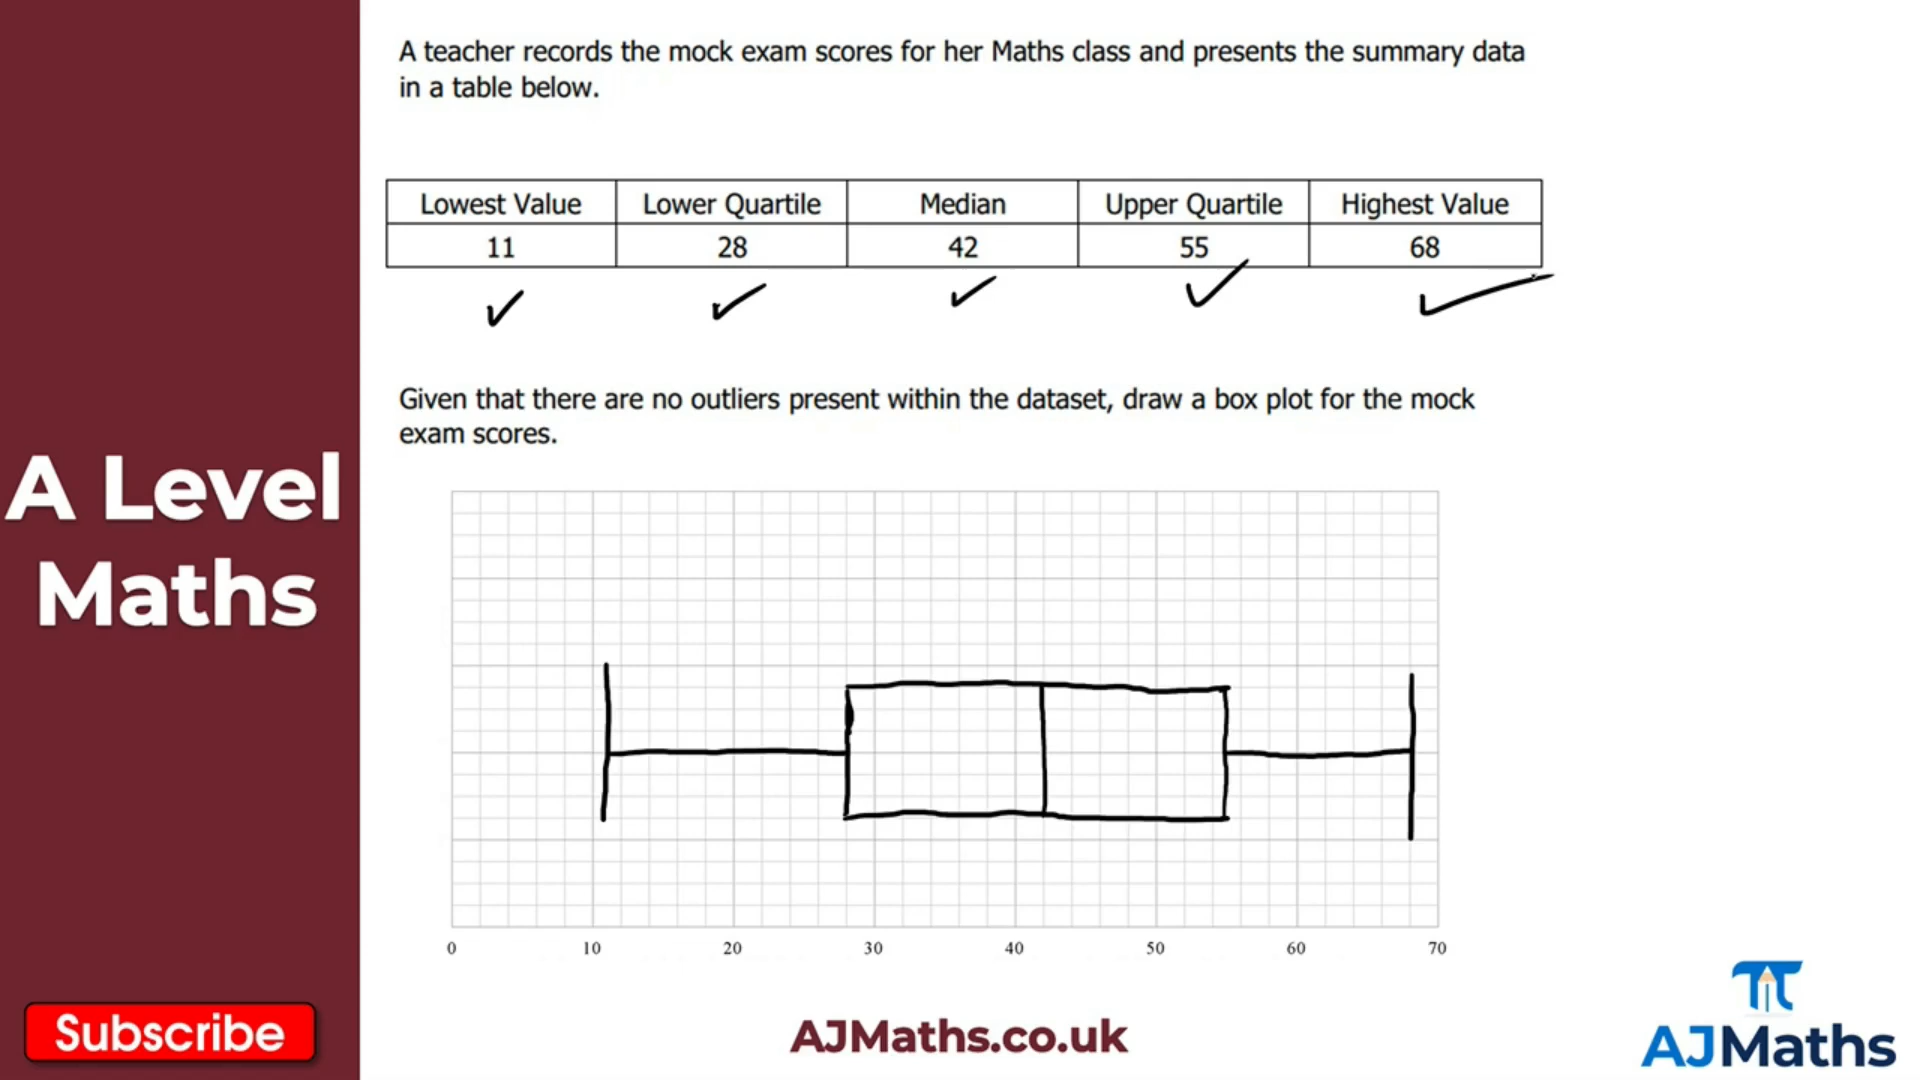 A teacher records the mock exam scores for her Maths class and presents the summary data
in a table below.
Lowest Value Lower Quartile Median Upper Quartile Highest Value
11 28 42 55 68
Given that there are no outliers present within the dataset, draw a box plot for the mock
exam scores.
A Level
Maths
0 10 20 30 40 50 60 70
Subscribe
AJMaths.co.uk
AJMaths